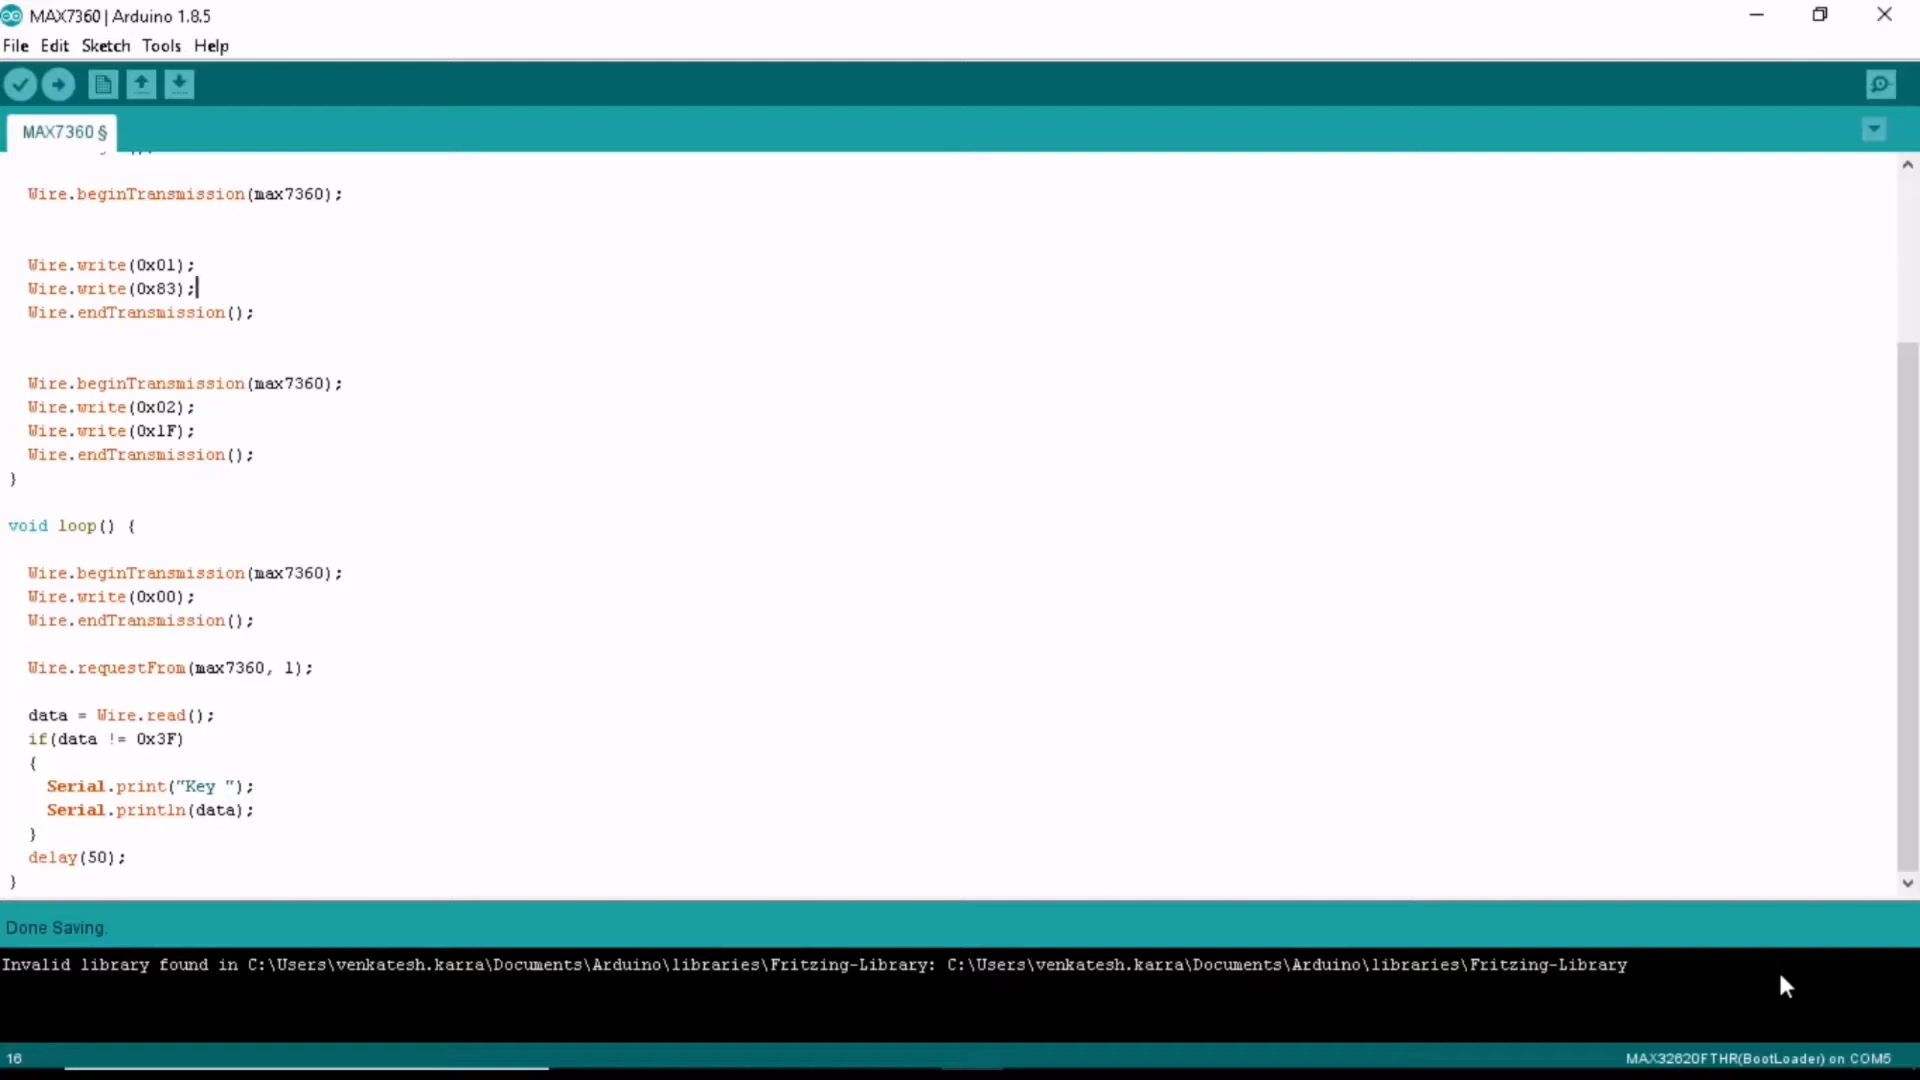 MAX7360 | Arduino 1.8.5
File Edit Sketch Tools Help
MAX7360 §
Wire.beginTransmission(max7360);
Wire.write(0x01);
Wire.write(0x83);
Wire.endTransmission();
Wire.beginTransmission(max7360);
Wire.write(0x02);
Wire.write(0x1F);
Wire.endTransmission();
}
void loop() {
Wire.beginTransmission(max7360);
Wire.write(0x00);
Wire.endTransmission();
Wire.requestFrom(max7360, 1);
data = Wire.read();
if(data != 0x3F)
{
Serial.print("Key ");
Serial.println(data);
}
delay(50);
}
Done Saving.
Invalid library found in C:\Users\venkatesh.karra\Documents\Arduino\libraries\Fritzing-Library: C:\Users\venkatesh.karra\Documents\Arduino\libraries\Fritzing-Library
16 MAX32620FTHR(BootLoader) on COM5